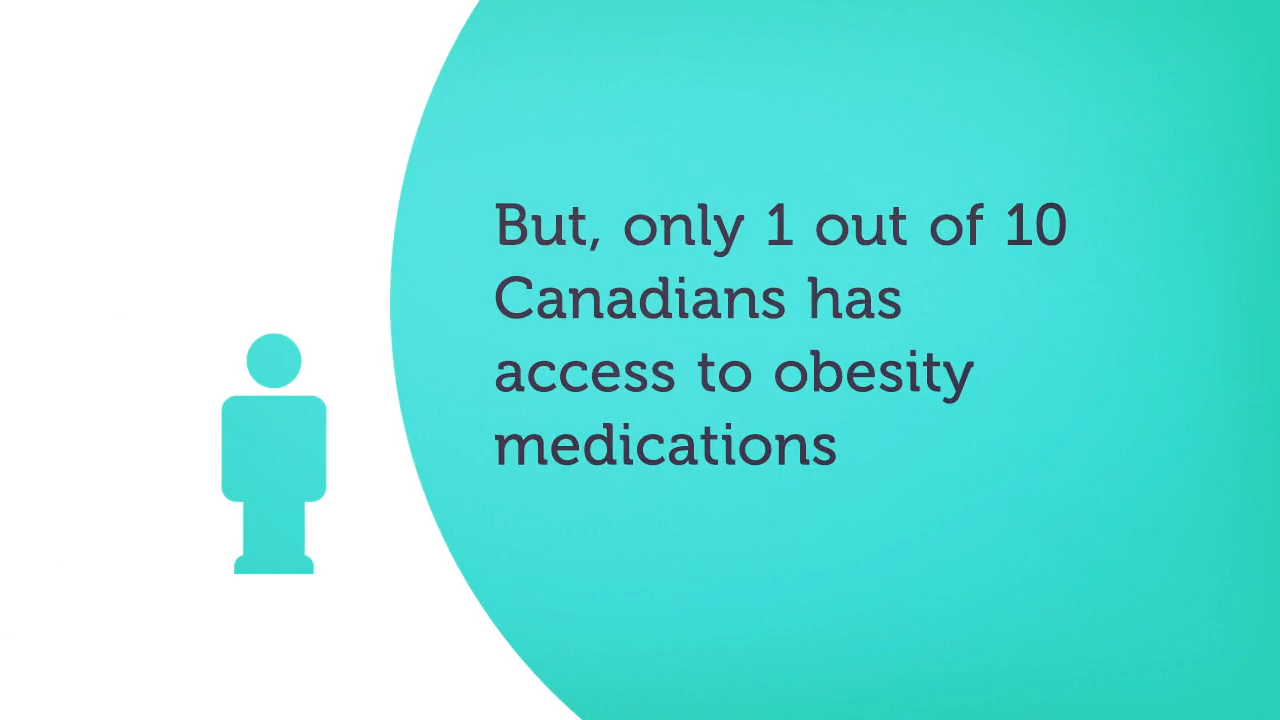 But, only 1 out of 10
Canadians has
access to obesity
medications